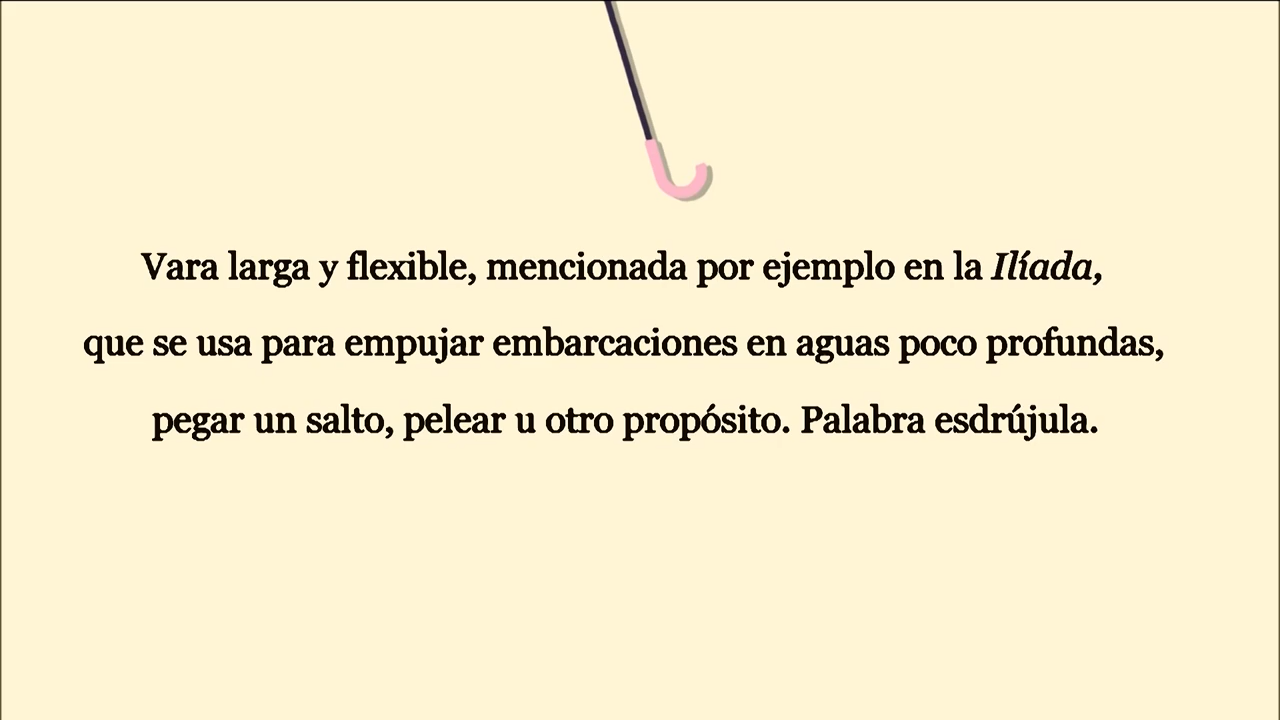 Vara larga y flexible, mencionada por ejemplo en la Ilíada,
que se usa para empujar embarcaciones en aguas poco profundas,
pegar un salto, pelear u otro propósito. Palabra esdrújula.